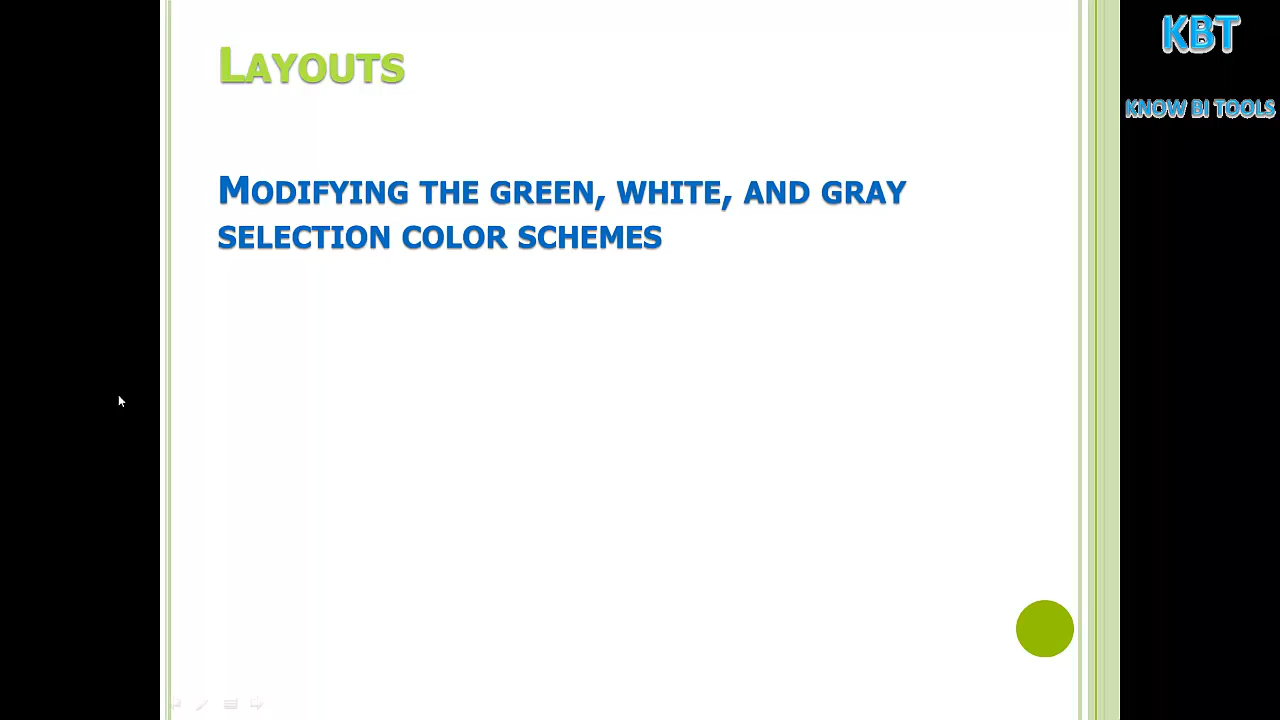 KBT
KNOW BI TOOLS
LAYOUTS
MODIFYING THE GREEN, WHITE, AND GRAY
SELECTION COLOR SCHEMES